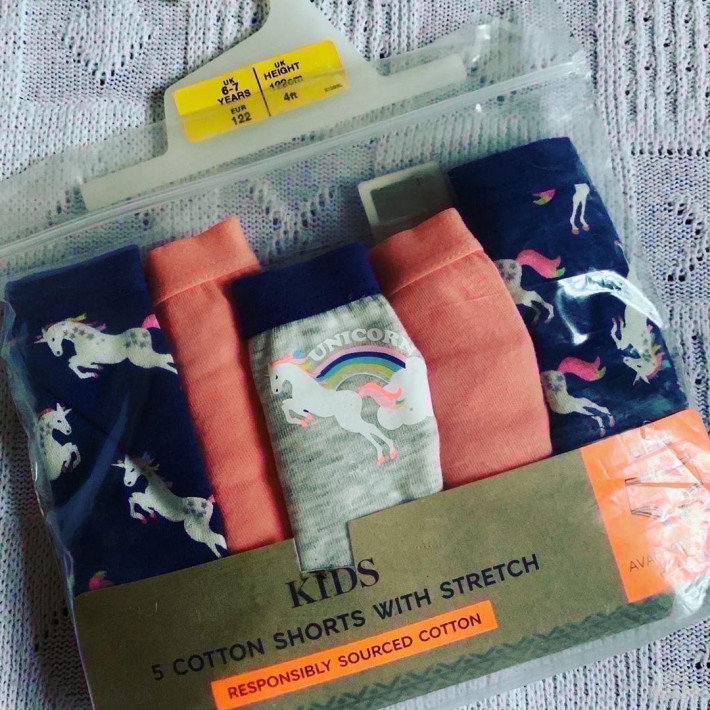 UK
6-7
YEARS
EUR
122
UK
HEIGHT
122cm
4ft
UNICORN
KIDS
5 COTTON SHORTS WITH STRETCH
RESPONSIBLY SOURCED COTTON